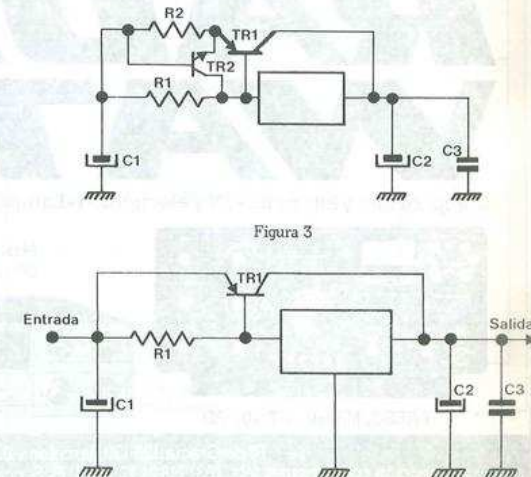 R2
TR1
TR2
R1
C1
C2
C3
Figura 3
TR1
Entrada
Salida
R1
C1
C2
C3